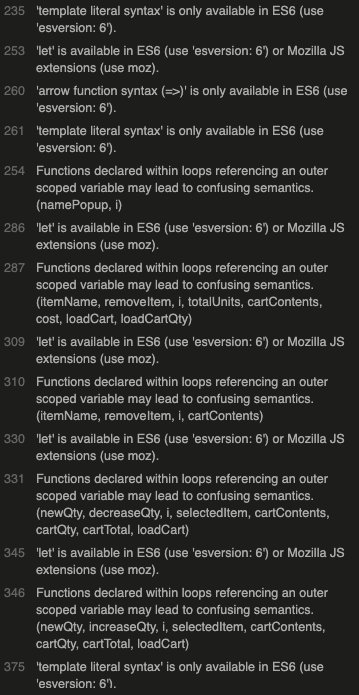 235 'template literal syntax' is only available in ES6 (use
'esversion: 6').
253 'let' is available in ES6 (use 'esversion: 6') or Mozilla JS
extensions (use moz).
260 'arrow function syntax (=>)' is only available in ES6 (use
'esversion: 6').
261 'template literal syntax' is only available in ES6 (use
'esversion: 6').
254 Functions declared within loops referencing an outer
scoped variable may lead to confusing semantics.
(namePopup, i)
286 'let' is available in ES6 (use 'esversion: 6') or Mozilla JS
extensions (use moz).
287 Functions declared within loops referencing an outer
scoped variable may lead to confusing semantics.
(itemName, removeItem, i, totalUnits, cartContents,
cost, loadCart, loadCartQty)
309 'let' is available in ES6 (use 'esversion: 6') or Mozilla JS
extensions (use moz).
310 Functions declared within loops referencing an outer
scoped variable may lead to confusing semantics.
(itemName, removeItem, i, cartContents)
330 'let' is available in ES6 (use 'esversion: 6') or Mozilla JS
extensions (use moz).
331 Functions declared within loops referencing an outer
scoped variable may lead to confusing semantics.
(newQty, decreaseQty, i, selectedItem, cartContents,
cartQty, cartTotal, loadCart)
345 'let' is available in ES6 (use 'esversion: 6') or Mozilla JS
extensions (use moz).
346 Functions declared within loops referencing an outer
scoped variable may lead to confusing semantics.
(newQty, increaseQty, i, selectedItem, cartContents,
cartQty, cartTotal, loadCart)
375 'template literal syntax' is only available in ES6 (use
'esversion: 6').